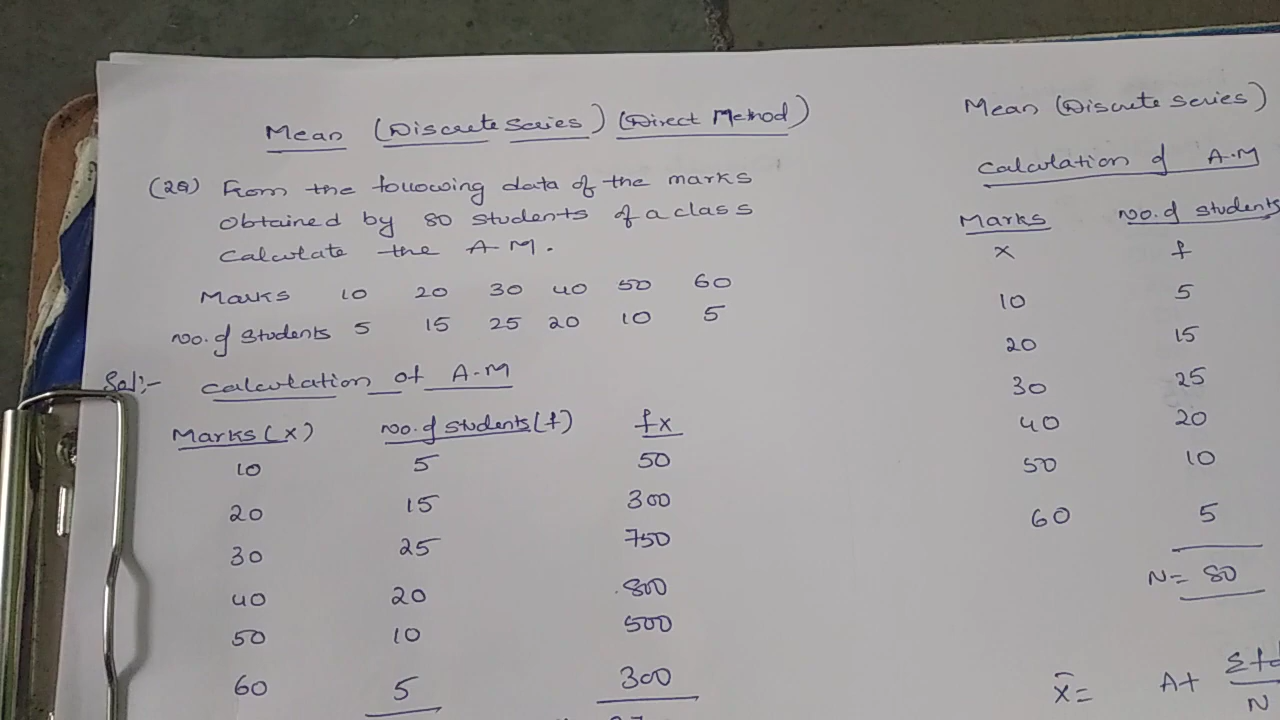 Mean (Discrete Series) (Direct Method)
(2Q) From the following data of the marks
obtained by 80 students of a class
calculate the A.M.
Marks 10 20 30 40 50 60
No. of Students 5 15 25 20 10 5
Sol:- Calculation of A.M
Marks (X) No. of students (f) fx
10 5 50
20 15 300
30 25 750
40 20 800
50 10 500
60 5 300
Mean (Discrete series)
Calculation of A.M
Marks No. of students
X f
10 5
20 15
30 25
40 20
50 10
60 5
N = 80
x̄ = A+ Σfd
N